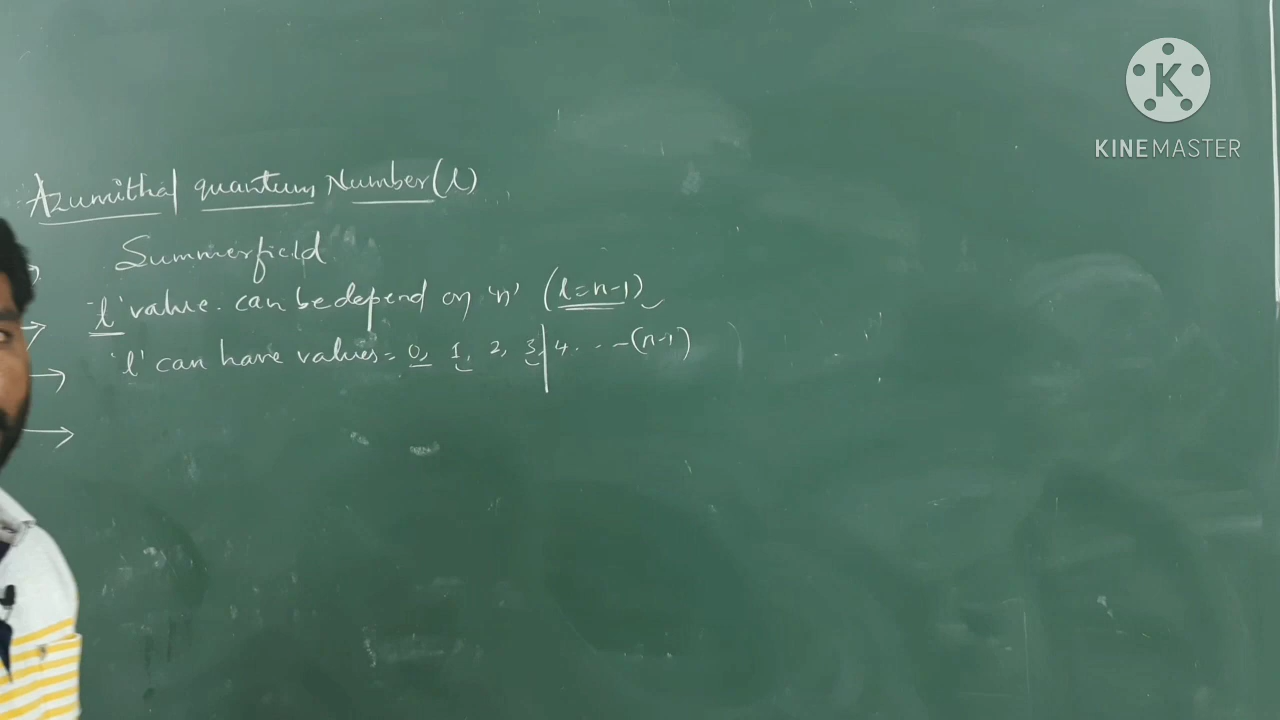 KINEMASTER
Azumithal quantum Number (l)
Summerfield
'l' value. can be depend on 'n' (l=n-1)
'l' can have values = 0, 1, 2, 3, 4. . . - (n-1)